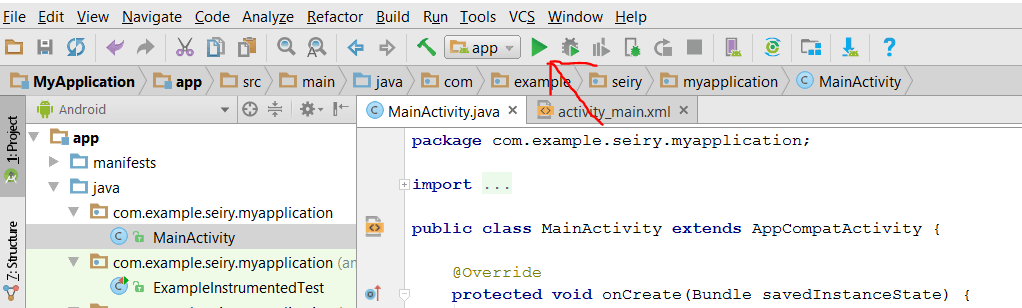 File Edit View Navigate Code Analyze Refactor Build Run Tools VCS Window Help
app
MyApplication app src main java com example seiry myapplication MainActivity
Android MainActivity.java activity_main.xml
1: Project
app
manifests
java
com.example.seiry.myapplication
MainActivity
com.example.seiry.myapplication (an
ExampleInstrumentedTest
7: Structure
package com.example.seiry.myapplication;
import ...
public class MainActivity extends AppCompatActivity {
@Override
protected void onCreate(Bundle savedInstanceState) {